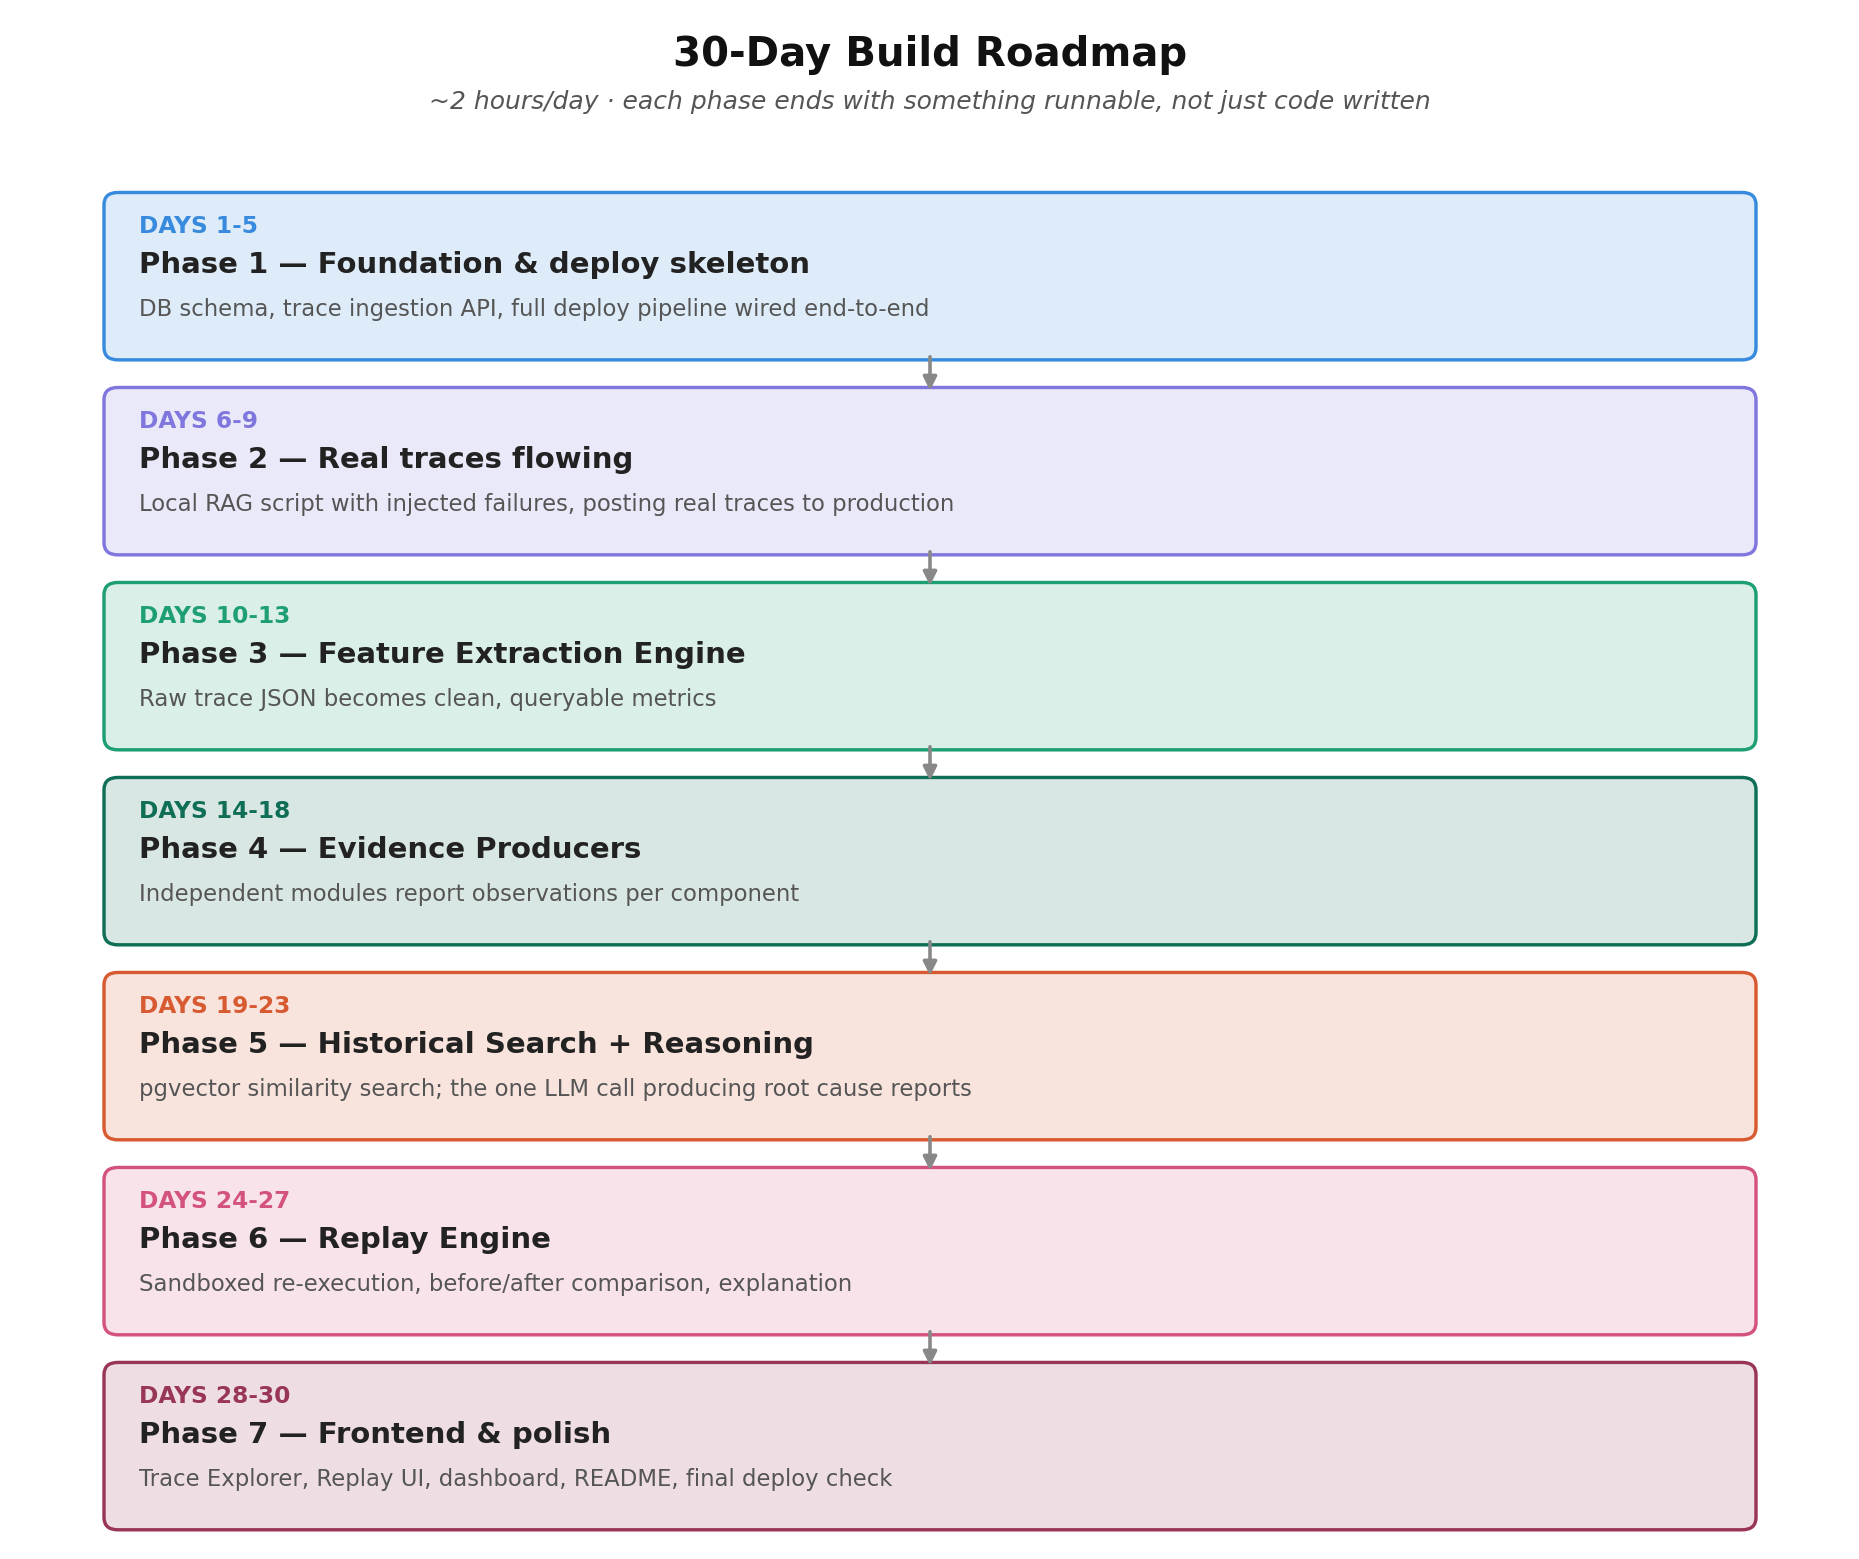 30-Day Build Roadmap
~2 hours/day · each phase ends with something runnable, not just code written
DAYS 1-5
Phase 1 — Foundation & deploy skeleton
DB schema, trace ingestion API, full deploy pipeline wired end-to-end
DAYS 6-9
Phase 2 — Real traces flowing
Local RAG script with injected failures, posting real traces to production
DAYS 10-13
Phase 3 — Feature Extraction Engine
Raw trace JSON becomes clean, queryable metrics
DAYS 14-18
Phase 4 — Evidence Producers
Independent modules report observations per component
DAYS 19-23
Phase 5 — Historical Search + Reasoning
pgvector similarity search; the one LLM call producing root cause reports
DAYS 24-27
Phase 6 — Replay Engine
Sandboxed re-execution, before/after comparison, explanation
DAYS 28-30
Phase 7 — Frontend & polish
Trace Explorer, Replay UI, dashboard, README, final deploy check